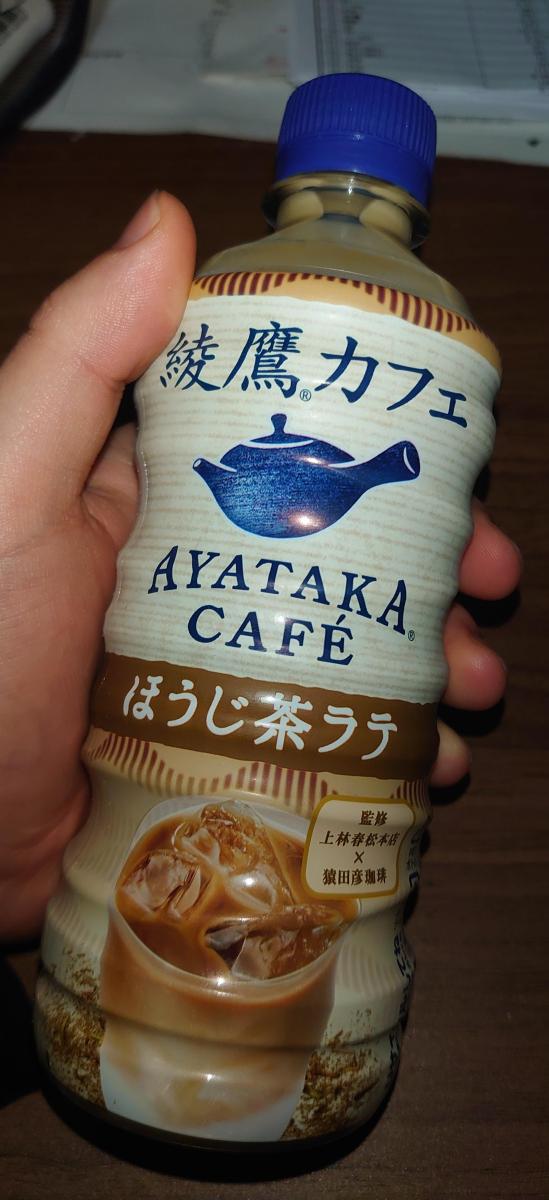 綾鷹®カフェ
AYATAKA®
CAFÉ
ほうじ茶ラテ
監修
上林春松本店
×
猿田彦珈琲